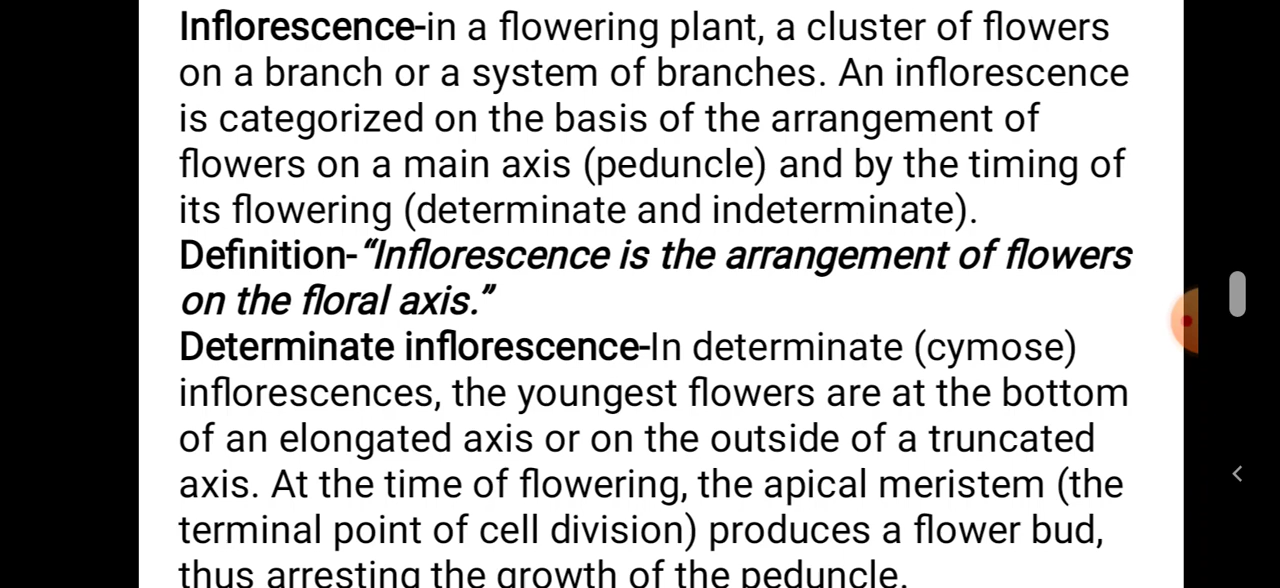 Inflorescence-in a flowering plant, a cluster of flowers
on a branch or a system of branches. An inflorescence
is categorized on the basis of the arrangement of
flowers on a main axis (peduncle) and by the timing of
its flowering (determinate and indeterminate).
Definition-“Inflorescence is the arrangement of flowers
on the floral axis.”
Determinate inflorescence-In determinate (cymose)
inflorescences, the youngest flowers are at the bottom
of an elongated axis or on the outside of a truncated
axis. At the time of flowering, the apical meristem (the
terminal point of cell division) produces a flower bud,
thus arresting the growth of the peduncle.